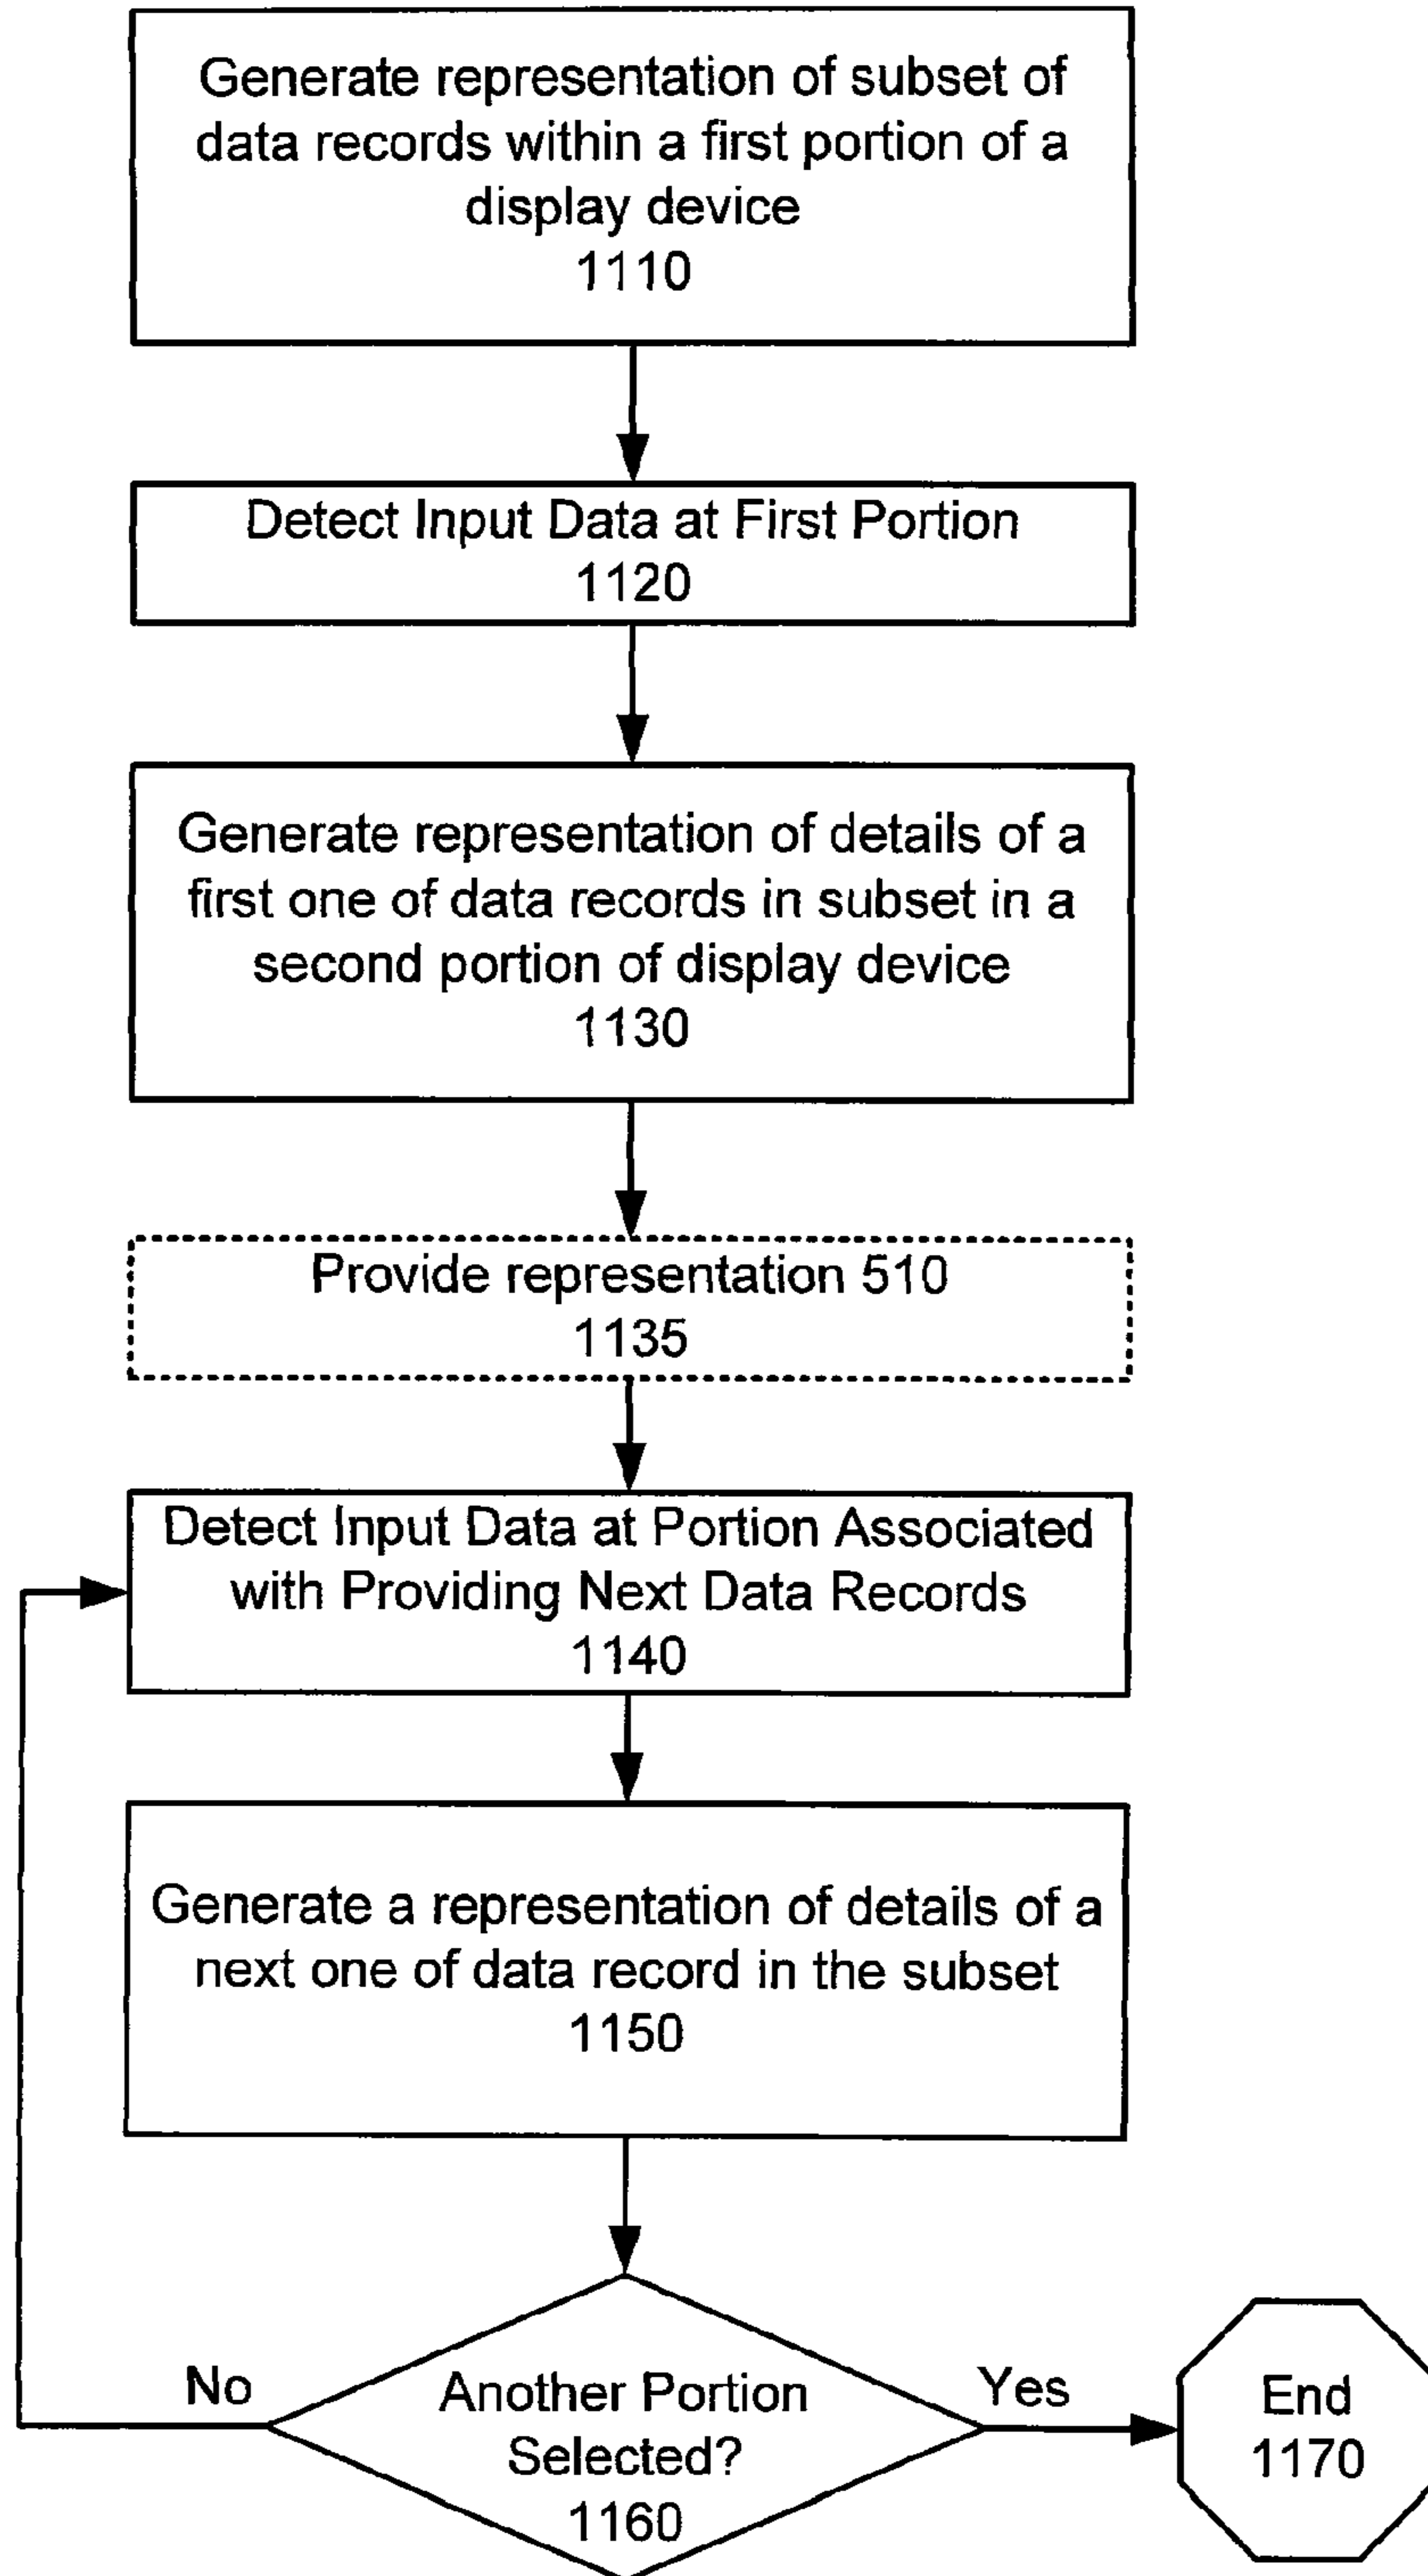 Generate representation of subset of
data records within a first portion of a
display device
1110
Detect Input Data at First Portion
1120
Generate representation of details of a
first one of data records in subset in a
second portion of display device
1130
Provide representation 510
1135
Detect Input Data at Portion Associated
with Providing Next Data Records
1140
Generate a representation of details of a
next one of data record in the subset
1150
No
Another Portion
Selected?
1160
Yes
End
1170